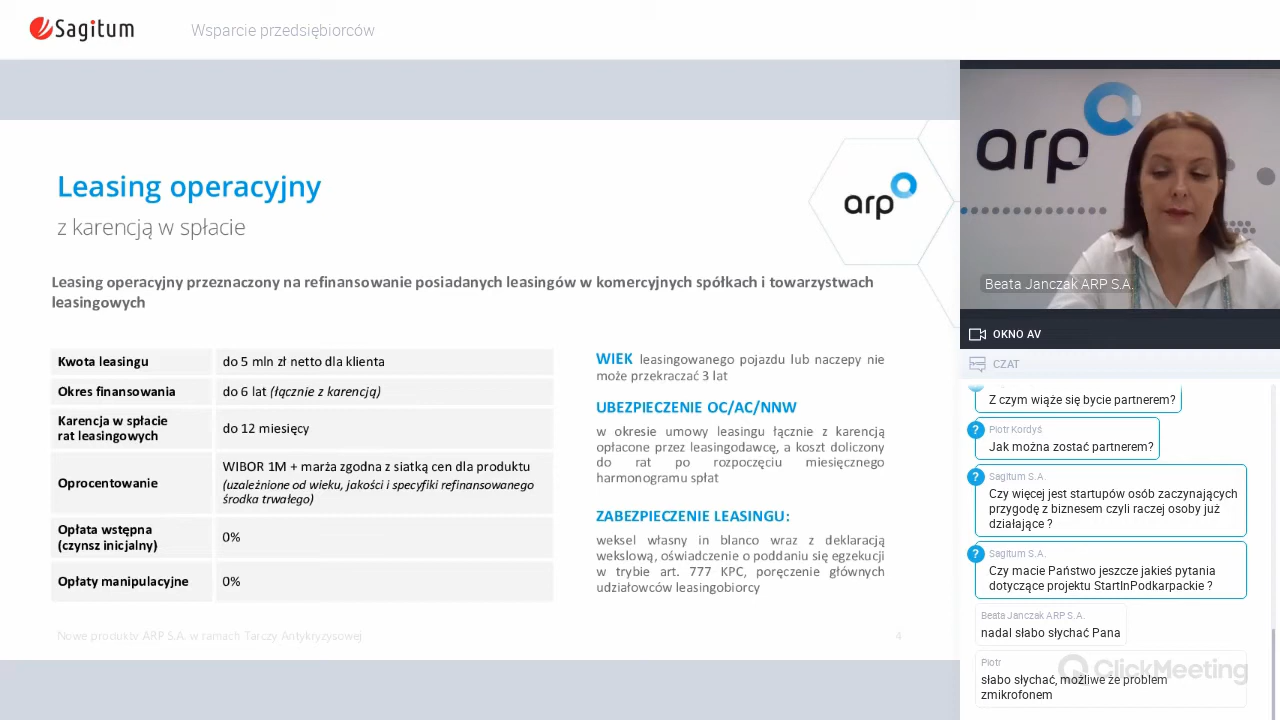 Sagitum
Wsparcie przedsiębiorców
Leasing operacyjny
z karencją w spłacie
arp
Leasing operacyjny przeznaczony na refinansowanie posiadanych leasingów w komercyjnych spółkach i towarzystwach
leasingowych
Kwota leasingu
do 5 mln zł netto dla klienta
Okres finansowania
do 6 lat (łącznie z karencją)
Karencja w spłacie
rat leasingowych
do 12 miesięcy
Oprocentowanie
WIBOR 1M + marża zgodna z siatką cen dla produktu
(uzależnione od wieku, jakości i specyfiki refinansowanego
środka trwałego)
Opłata wstępna
(czynsz inicjalny)
0%
Opłaty manipulacyjne
0%
WIEK leasingowanego pojazdu lub naczepy nie
może przekraczać 3 lat
UBEZPIECZENIE OC/AC/NNW
w okresie umowy leasingu łącznie z karencją
opłacone przez leasingodawcę, a koszt doliczony
do rat po rozpoczęciu miesięcznego
harmonogramu spłat
ZABEZPIECZENIE LEASINGU:
weksel własny in blanco wraz z deklaracją
wekslową, oświadczenie o poddaniu się egzekucji
w trybie art. 777 KPC, poręczenie głównych
udziałowców leasingobiorcy
Nowe produkty ARP S.A. w ramach Tarczy Antykryzysowej
4
arp
Beata Janczak ARP S.A.
OKNO AV
CZAT
Z czym wiąże się bycie partnerem?
Piotr Kordyś
Jak można zostać partnerem?
Sagitum S.A.
Czy więcej jest startupów osób zaczynających
przygodę z biznesem czyli raczej osoby już
działające ?
Sagitum S.A.
Czy macie Państwo jeszcze jakieś pytania
dotyczące projektu StartInPodkarpackie ?
Beata Janczak ARP S.A.
nadal słabo słychać Pana
Piotr
słabo słychać, możliwe ze problem
zmikrofonem
ClickMeeting